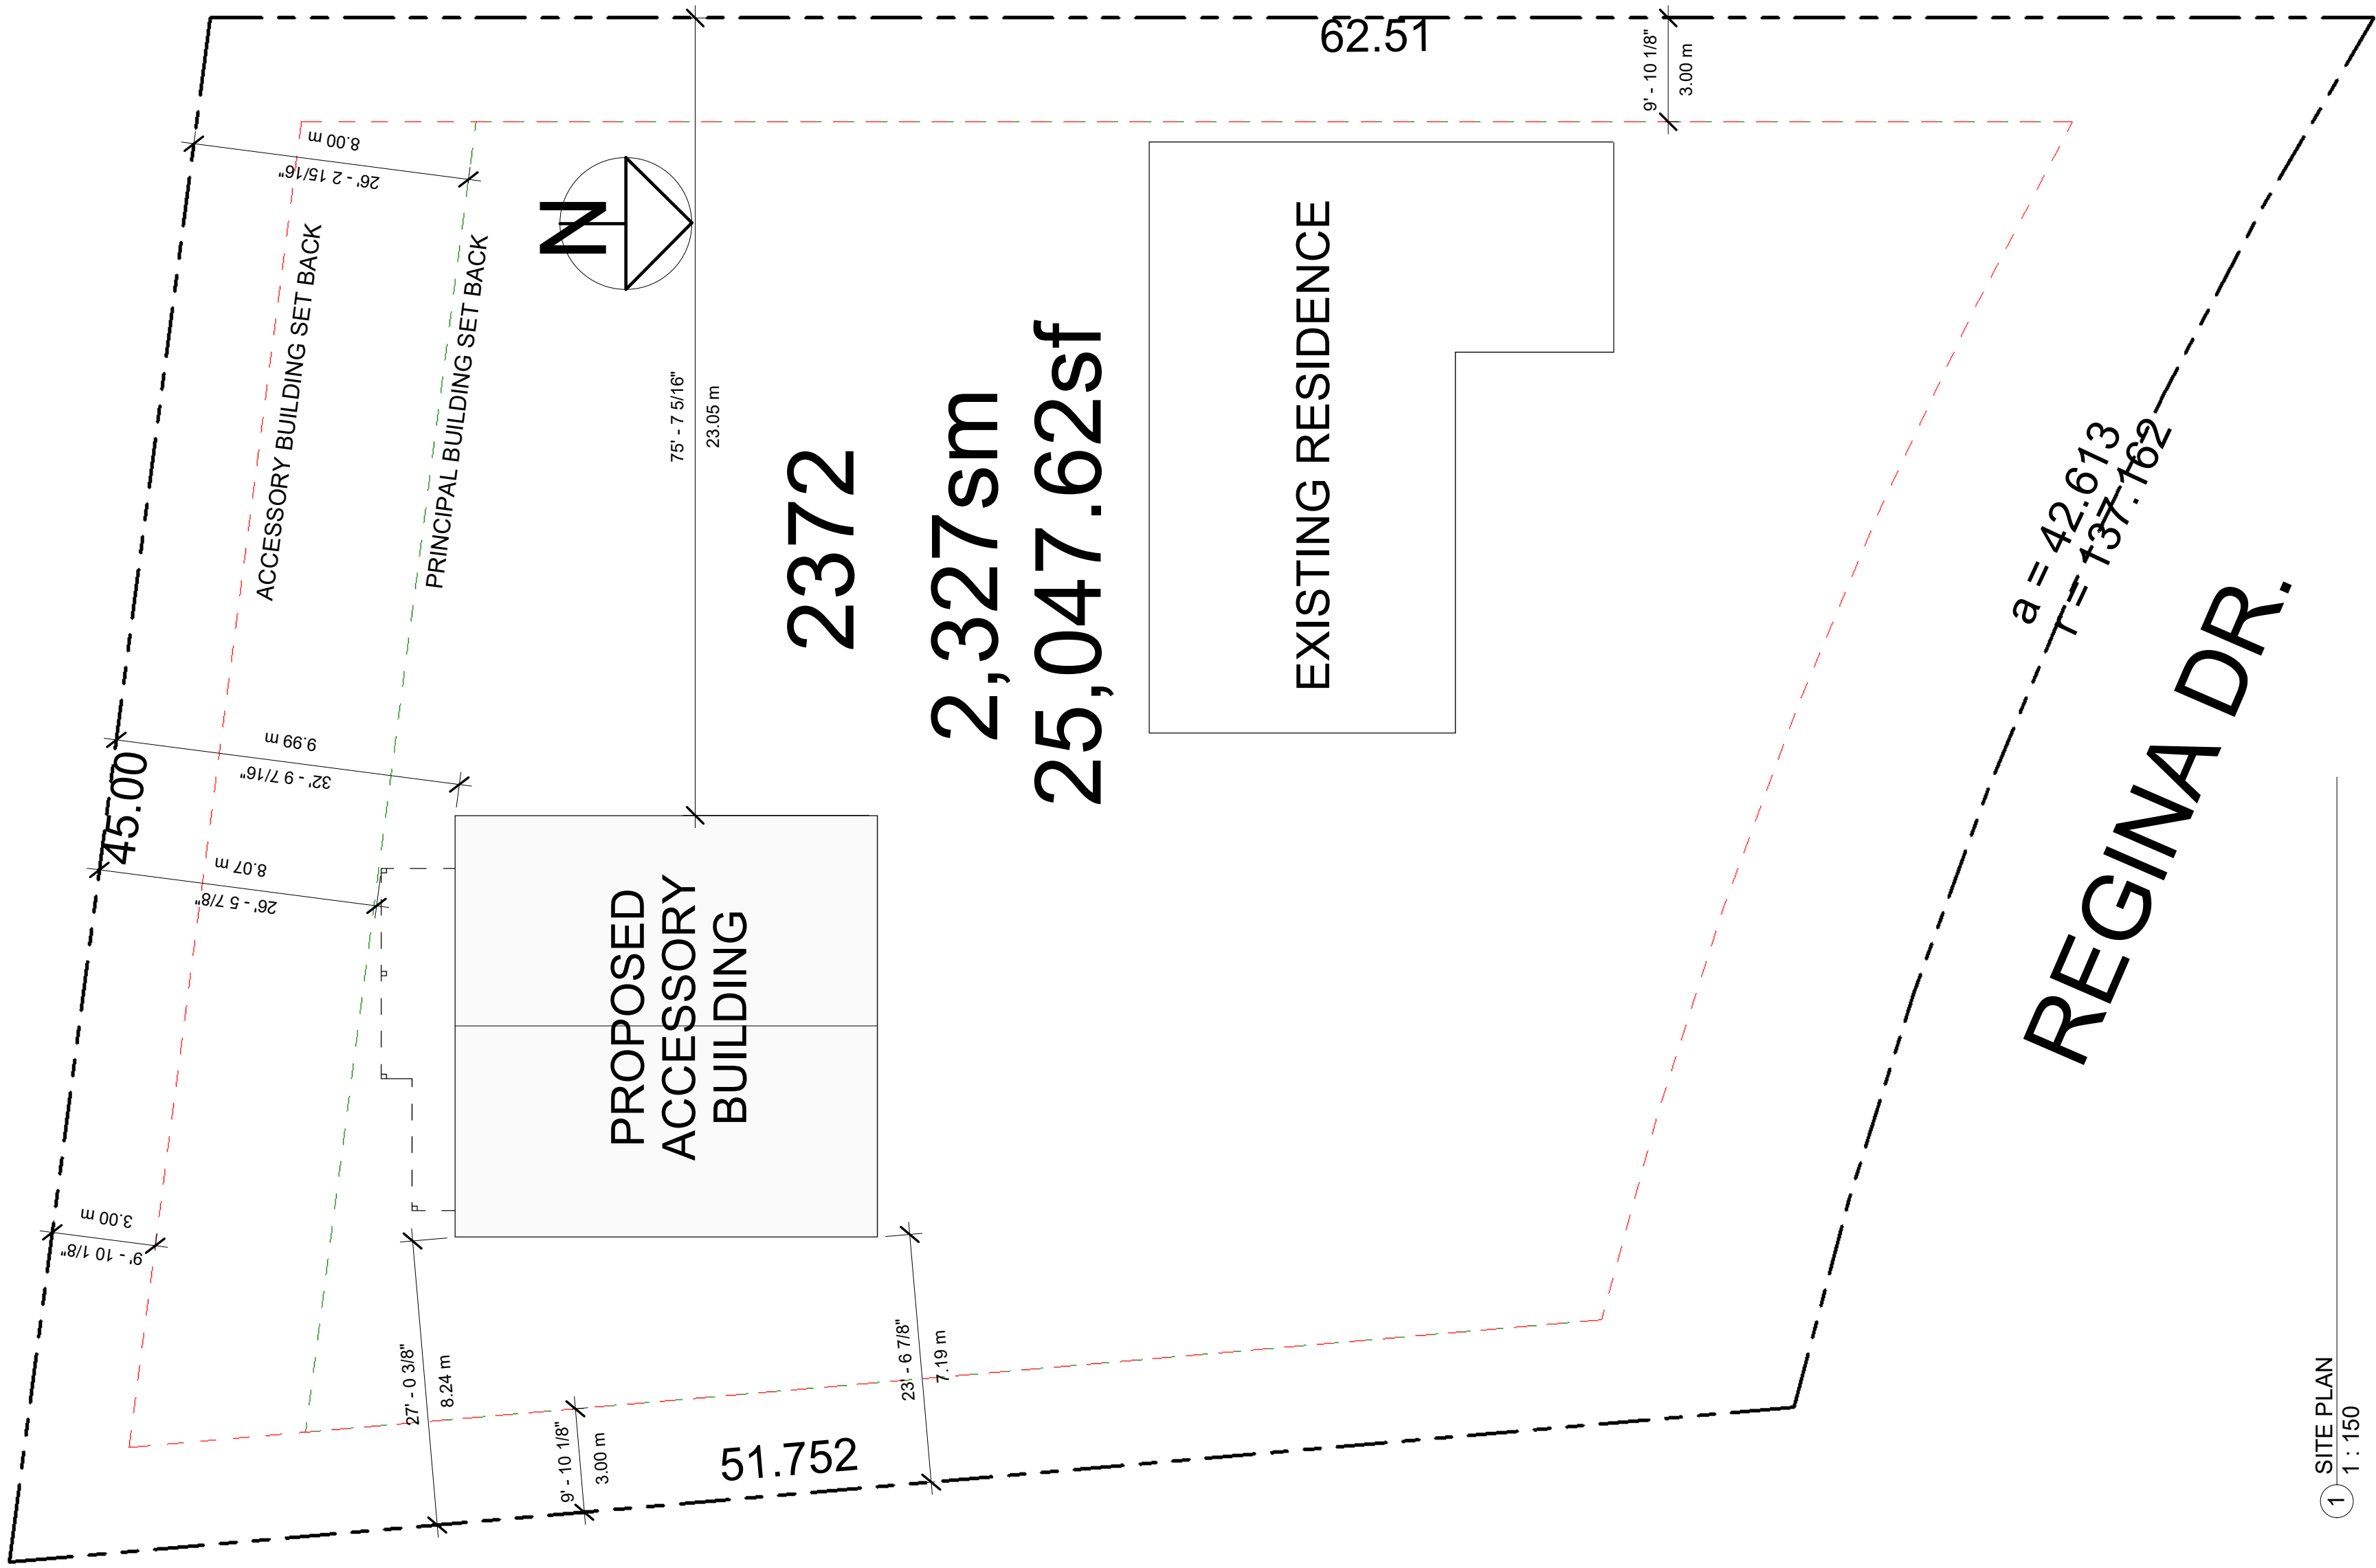 62.51
9' - 10 1/8"
3.00 m
8.00 m
26' - 2 15/16"
N
ACCESSORY BUILDING SET BACK
PRINCIPAL BUILDING SET BACK
75' - 7 5/16"
23.05 m
2372
2,327sm
25,047.62sf
EXISTING RESIDENCE
a = 42.613
r = 137.162
REGINA DR.
45.00
9.99 m
32' - 9 7/16"
8.07 m
26' - 5 7/8"
PROPOSED
ACCESSORY
BUILDING
3.00 m
9' - 10 1/8"
27' - 0 3/8"
8.24 m
23' - 6 7/8"
7.19 m
9' - 10 1/8"
3.00 m
51.752
1
SITE PLAN
1 : 150